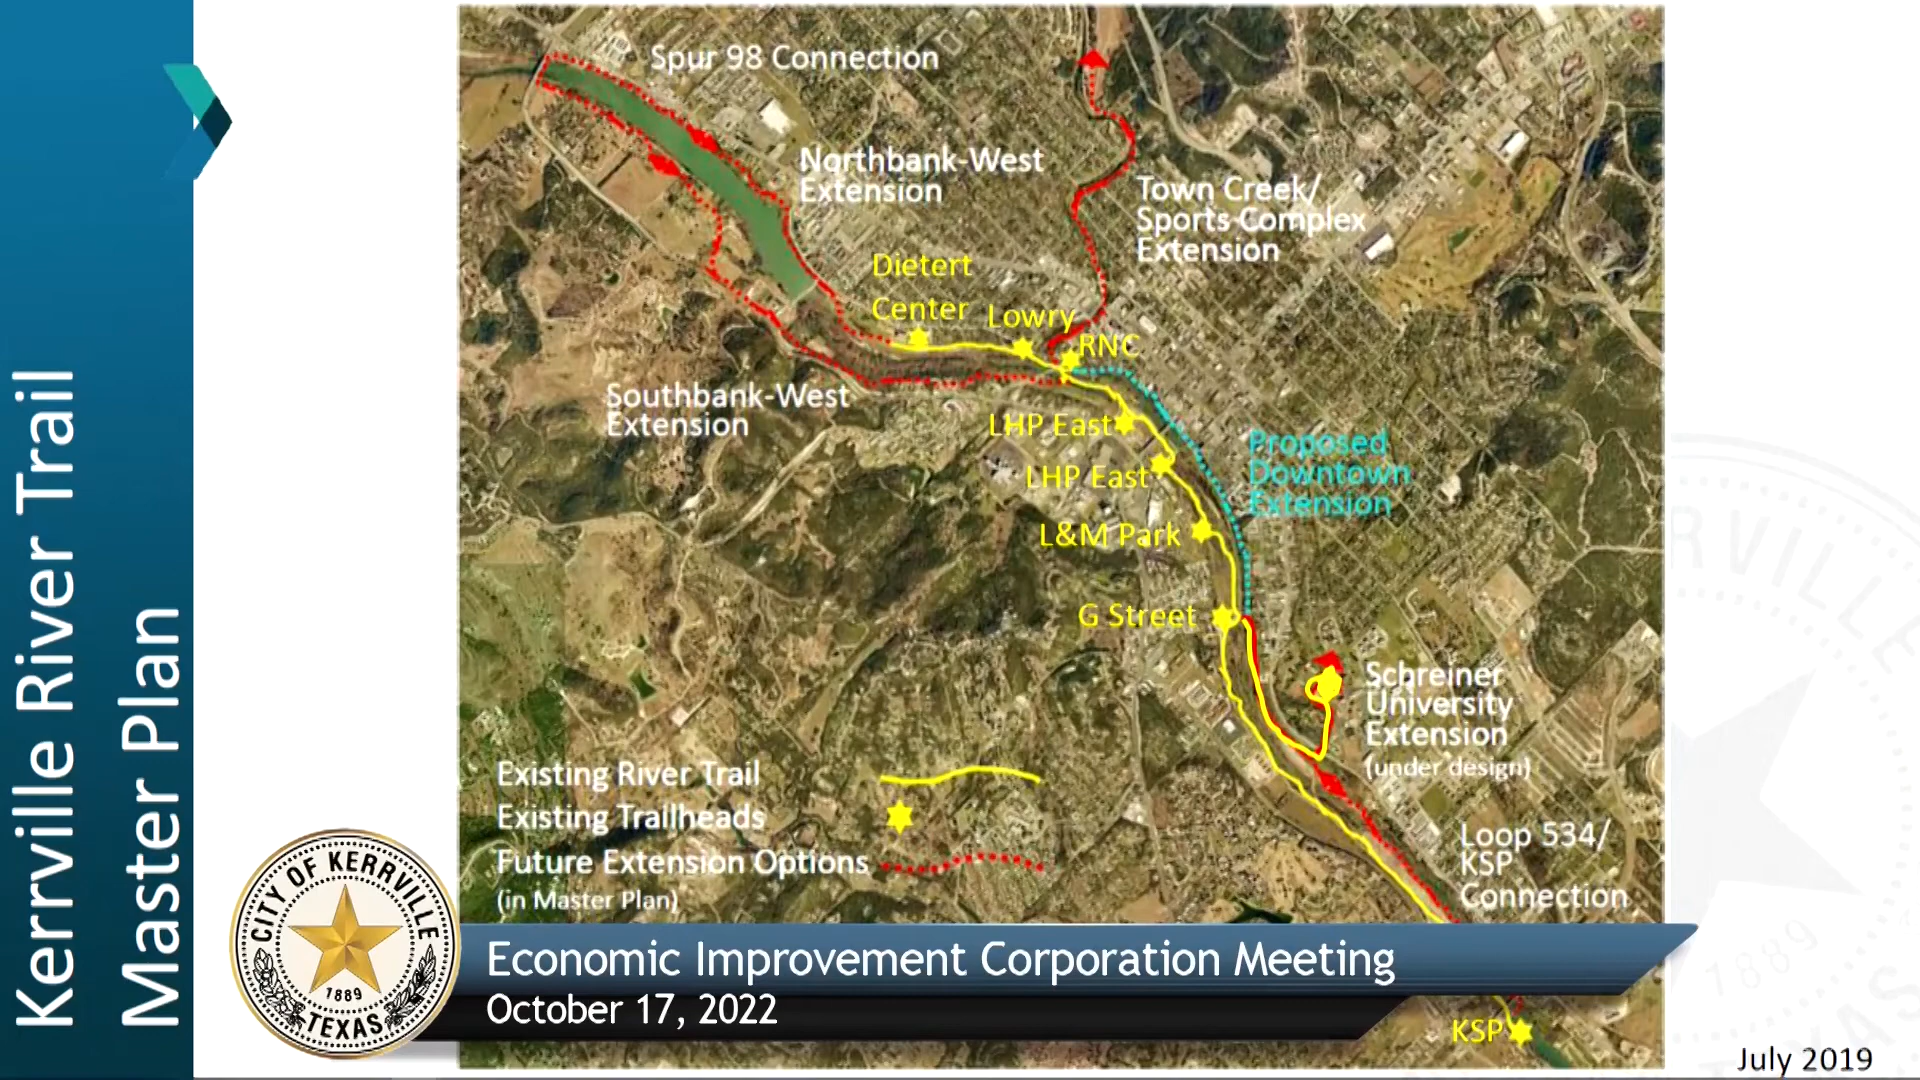 Kerrville River Trail
Master Plan
Spur 98 Connection
Northbank-West
Extension
Town Creek/
Sports Complex
Extension
Dietert
Center
Lowry
RNC
Southbank-West
Extension
LHP East
LHP East
Proposed
Downtown
Extension
L&M Park
G Street
Schreiner
University
Extension
(under design)
Existing River Trail
Existing Trailheads
Future Extension Options
(in Master Plan)
Loop 534/
KSP
Connection
CITY OF KERRVILLE
1889
TEXAS
Economic Improvement Corporation Meeting
October 17, 2022
KSP
July 2019
RVILLE
1889
TEXAS